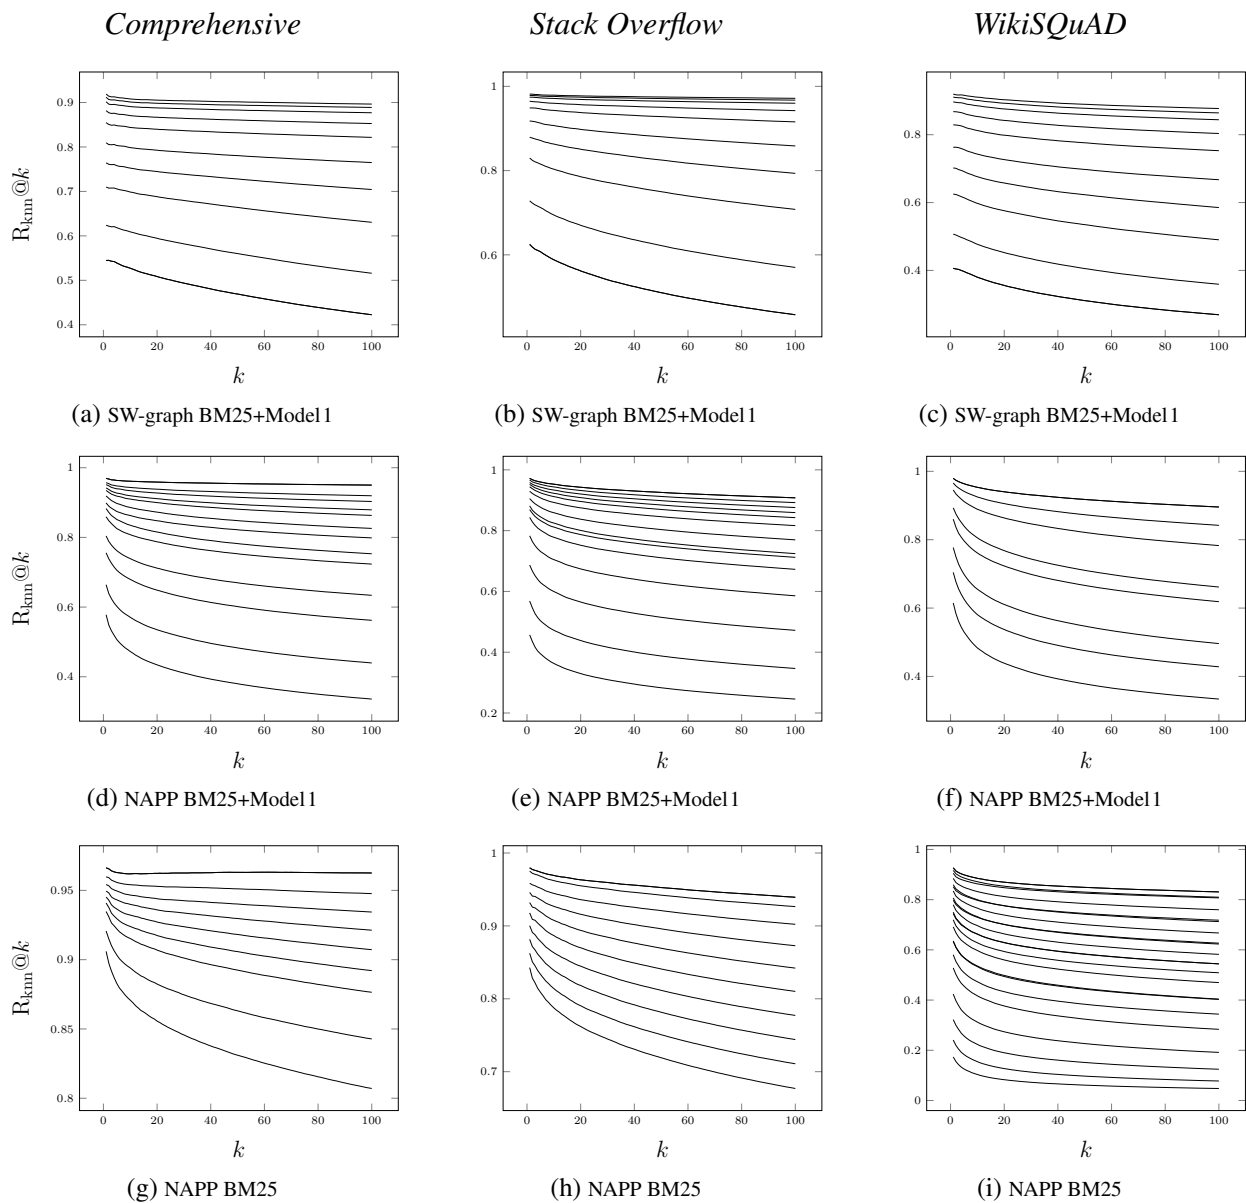 Comprehensive
Stack Overflow
WikiSQuAD
R_knn@k
0.9
0.8
0.7
0.6
0.5
0.4
0 20 40 60 80 100
k
(a) SW-graph BM25+Model1
1
0.8
0.6
0 20 40 60 80 100
k
(b) SW-graph BM25+Model1
0.8
0.6
0.4
0 20 40 60 80 100
k
(c) SW-graph BM25+Model1
R_knn@k
1
0.8
0.6
0.4
0 20 40 60 80 100
k
(d) NAPP BM25+Model1
1
0.8
0.6
0.4
0.2
0 20 40 60 80 100
k
(e) NAPP BM25+Model1
1
0.8
0.6
0.4
0 20 40 60 80 100
k
(f) NAPP BM25+Model1
R_knn@k
0.95
0.9
0.85
0.8
0 20 40 60 80 100
k
(g) NAPP BM25
1
0.9
0.8
0.7
0 20 40 60 80 100
k
(h) NAPP BM25
1
0.8
0.6
0.4
0.2
0
0 20 40 60 80 100
k
(i) NAPP BM25